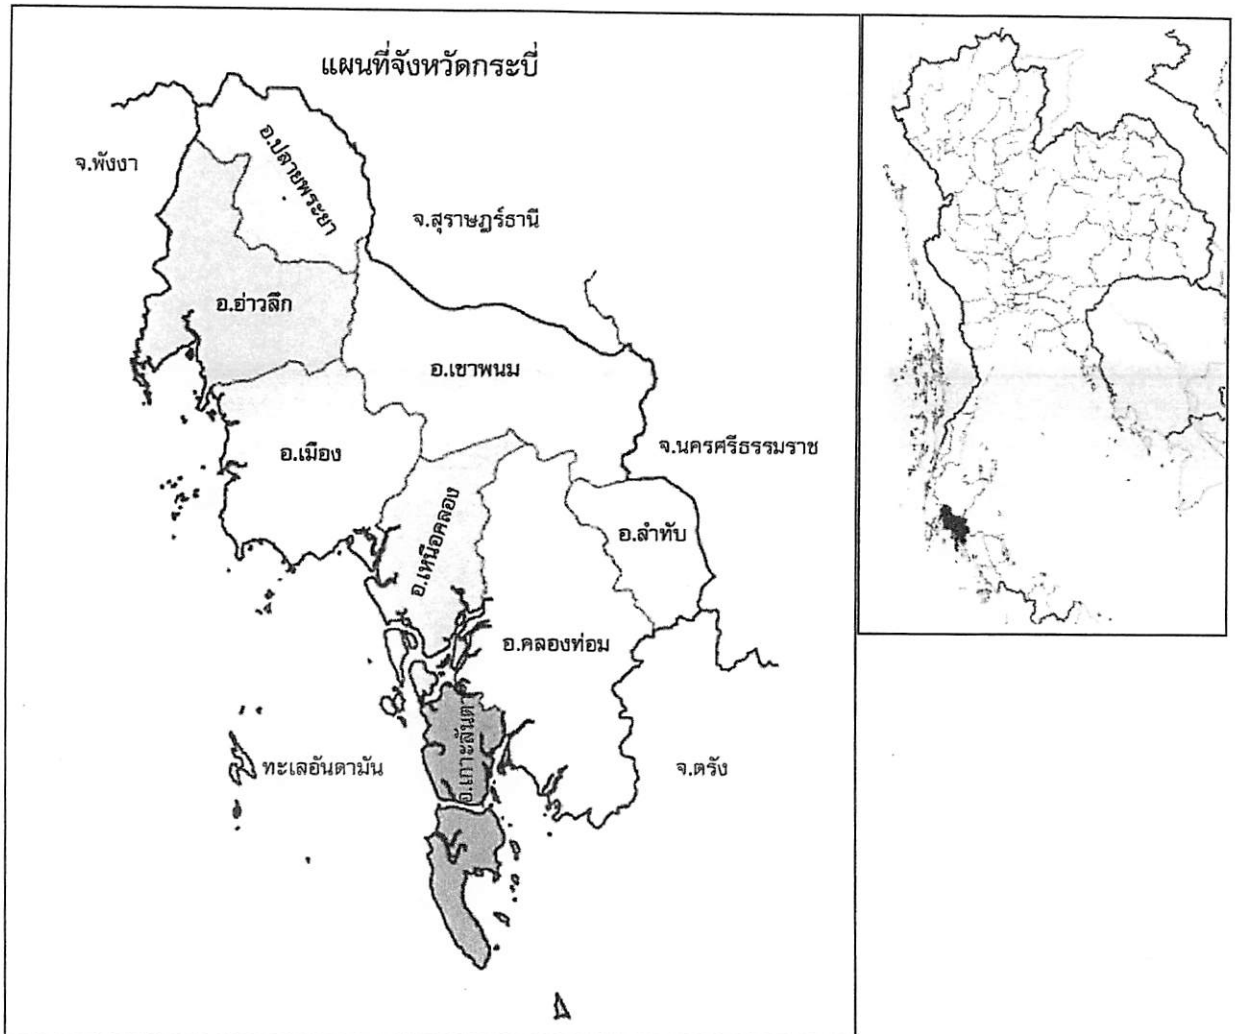 แผนที่จังหวัดกระบี่
อ.ปลายพระยา
จ.พังงา
จ.สุราษฎร์ธานี
อ.อ่าวลึก
อ.เขาพนม
อ.เมือง
จ.นครศรีธรรมราช
อ.เหนือคลอง
อ.ลำทับ
อ.คลองท่อม
อ.เกาะลันตา
ทะเลอันดามัน
จ.ตรัง